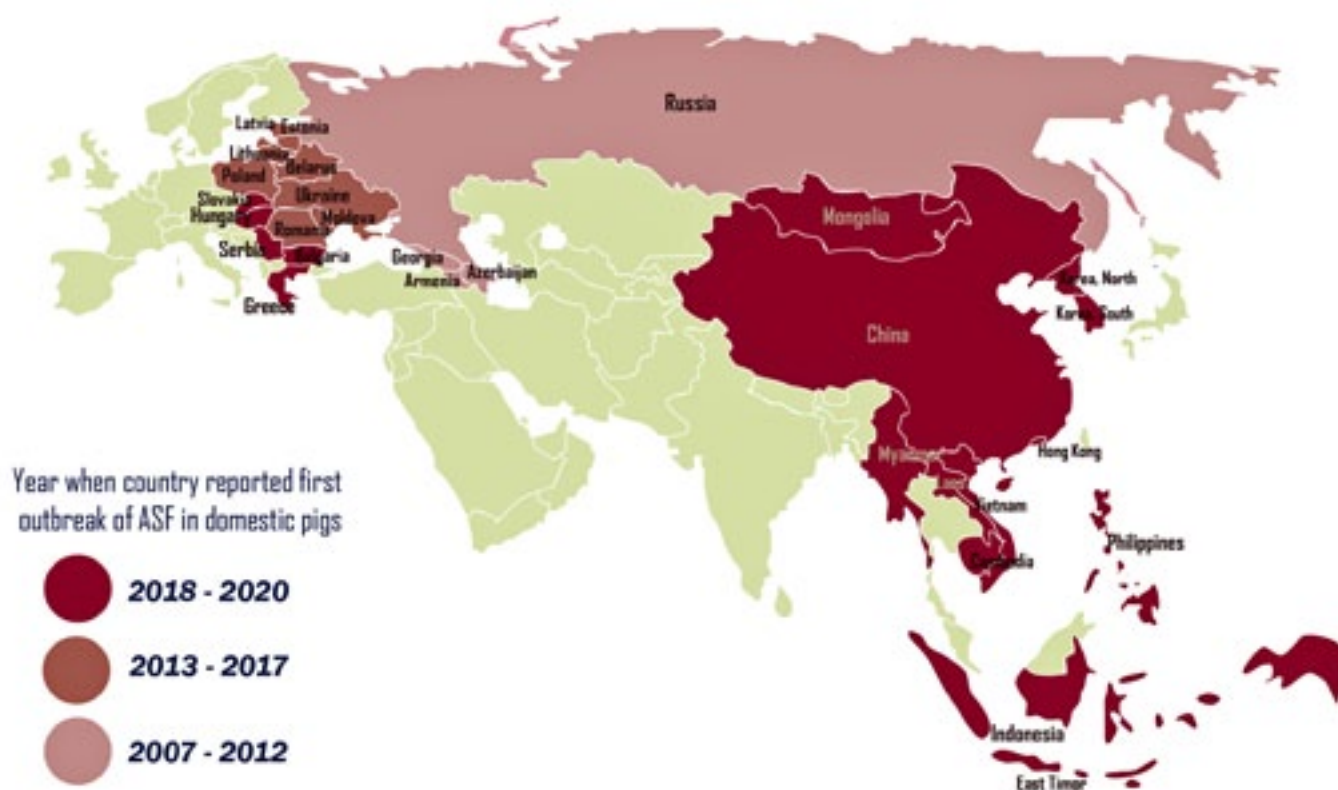 Russia
Latvia
Estonia
Lithuania
Belarus
Poland
Slovakia
Ukraine
Hungary
Moldova
Romania
Serbia
Bulgaria
Greece
Georgia
Armenia
Azerbaijan
Mongolia
Korea, North
Korea, South
China
Hong Kong
Myanmar
Laos
Vietnam
Cambodia
Philippines
Indonesia
East Timor
Year when country reported first
outbreak of ASF in domestic pigs
2018 - 2020
2013 - 2017
2007 - 2012